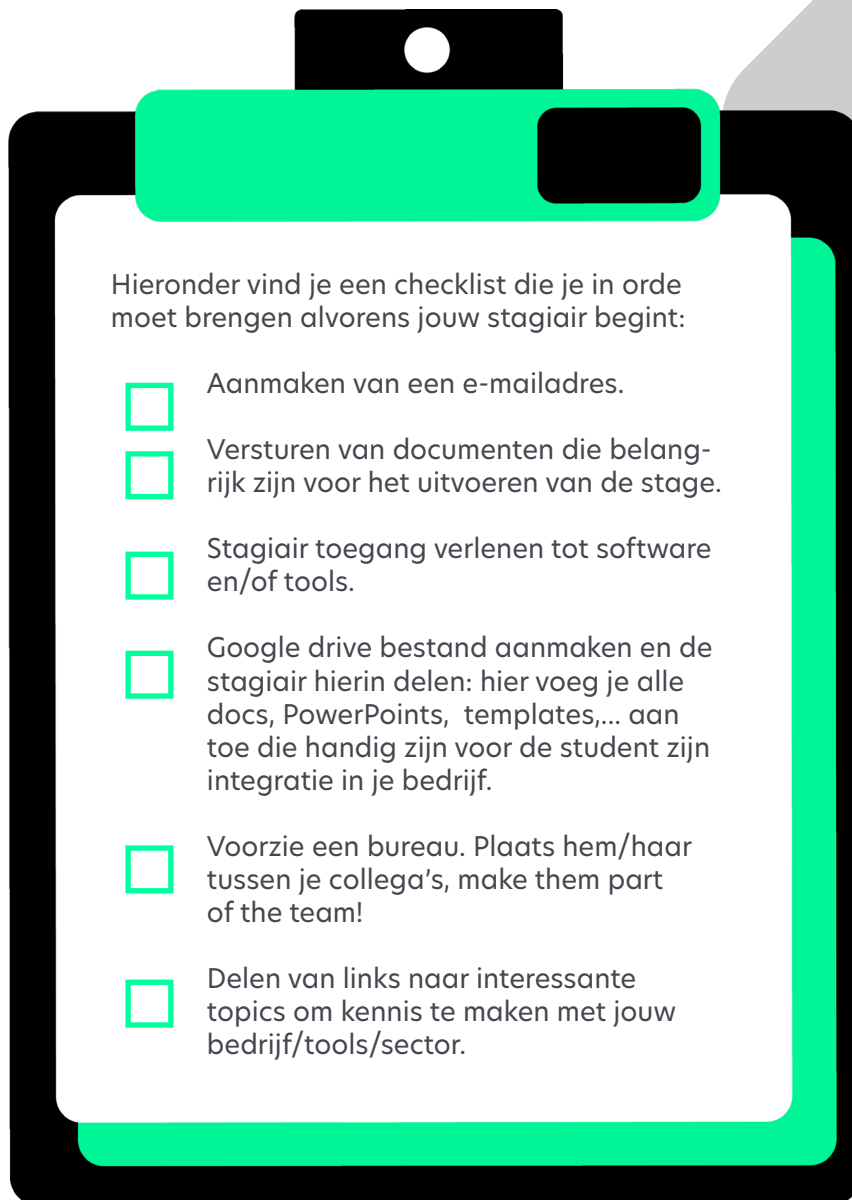 Hieronder vind je een checklist die je in orde
moet brengen alvorens jouw stagiair begint:
Aanmaken van een e-mailadres.
Versturen van documenten die belang-
rijk zijn voor het uitvoeren van de stage.
Stagiair toegang verlenen tot software
en/of tools.
Google drive bestand aanmaken en de
stagiair hierin delen: hier voeg je alle
docs, PowerPoints,  templates,... aan
toe die handig zijn voor de student zijn
integratie in je bedrijf.
Voorzie een bureau. Plaats hem/haar
tussen je collega's, make them part
of the team!
Delen van links naar interessante
topics om kennis te maken met jouw
bedrijf/tools/sector.